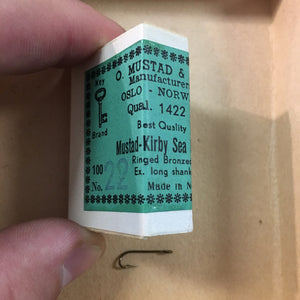 Key
Brand
O. MUSTAD &
Manufacturer
OSLO - NORW
Qual. 1422
Best Quality
Mustad-Kirby Sea
Ringed Bronzed
Ex. long shank
100
No. 22
Made in N